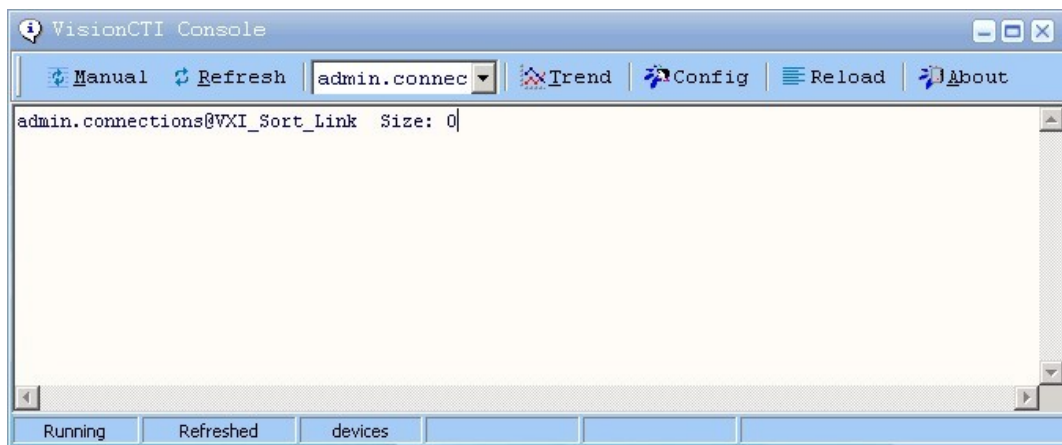 VisionCTI Console
Manual Refresh admin.connec Trend Config Reload About
admin.connections@VXI_Sort_Link Size: 0
Running Refreshed devices